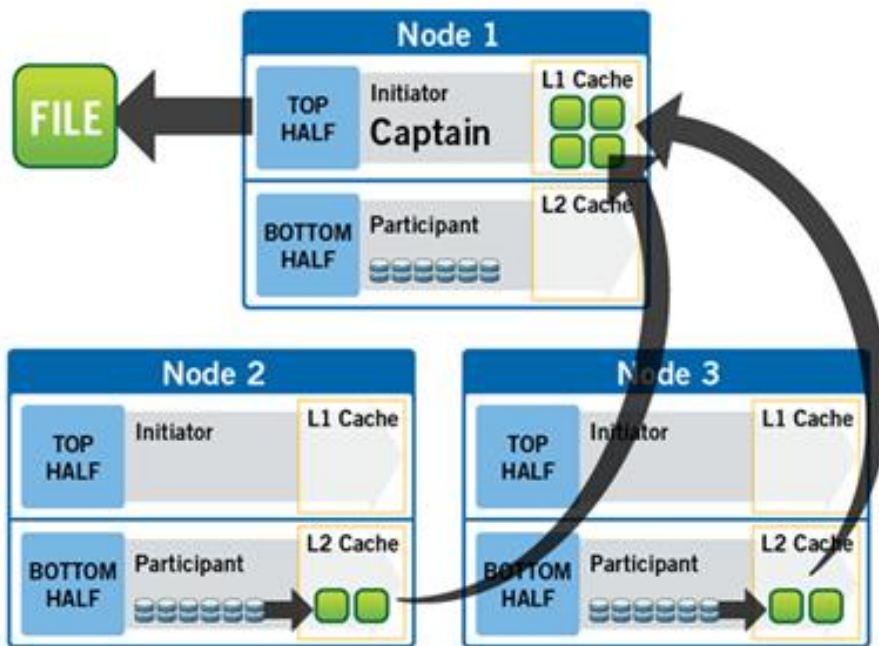 Node 1
FILE
TOP
HALF
Initiator
Captain
L1 Cache
BOTTOM
HALF
Participant
L2 Cache
Node 2
TOP
HALF
Initiator
L1 Cache
BOTTOM
HALF
Participant
L2 Cache
Node 3
TOP
HALF
Initiator
L1 Cache
BOTTOM
HALF
Participant
L2 Cache